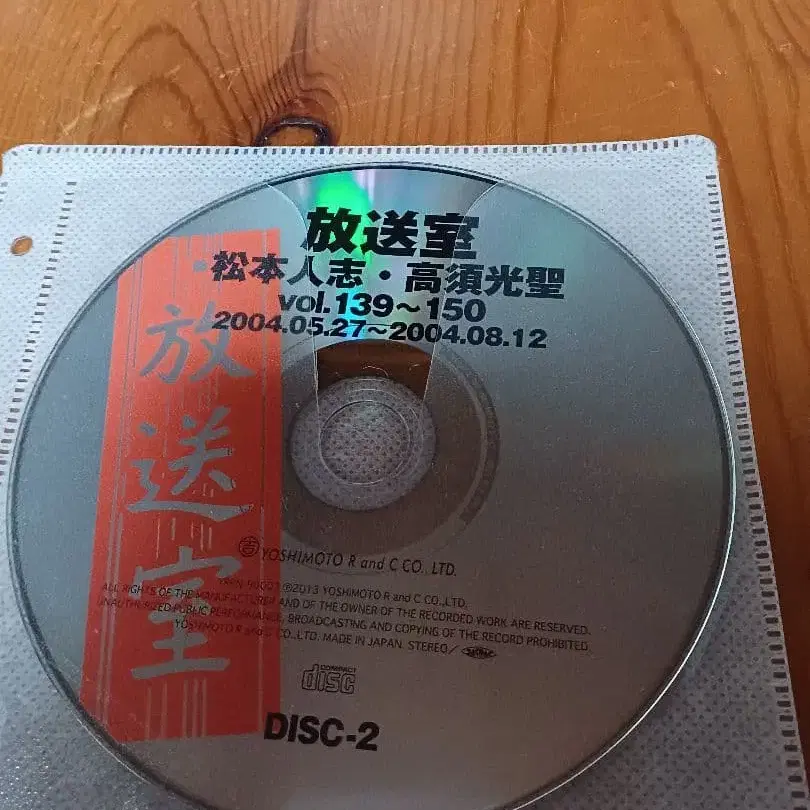 放送室
松本人志・高須光聖
vol.139～150
2004.05.27～2004.08.12
放送室
YOSHIMOTO R and C CO., LTD.
℗©2013 YOSHIMOTO R and C CO.,LTD.
ALL RIGHTS OF THE MANUFACTURER AND OF THE OWNER OF THE RECORDED WORK ARE RESERVED.
UNAUTHORIZED PUBLIC PERFORMANCE, BROADCASTING AND COPYING OF THE RECORD PROHIBITED.
YOSHIMOTO R and C CO.,LTD. MADE IN JAPAN. STEREO/
COMPACT
disc
DISC-2